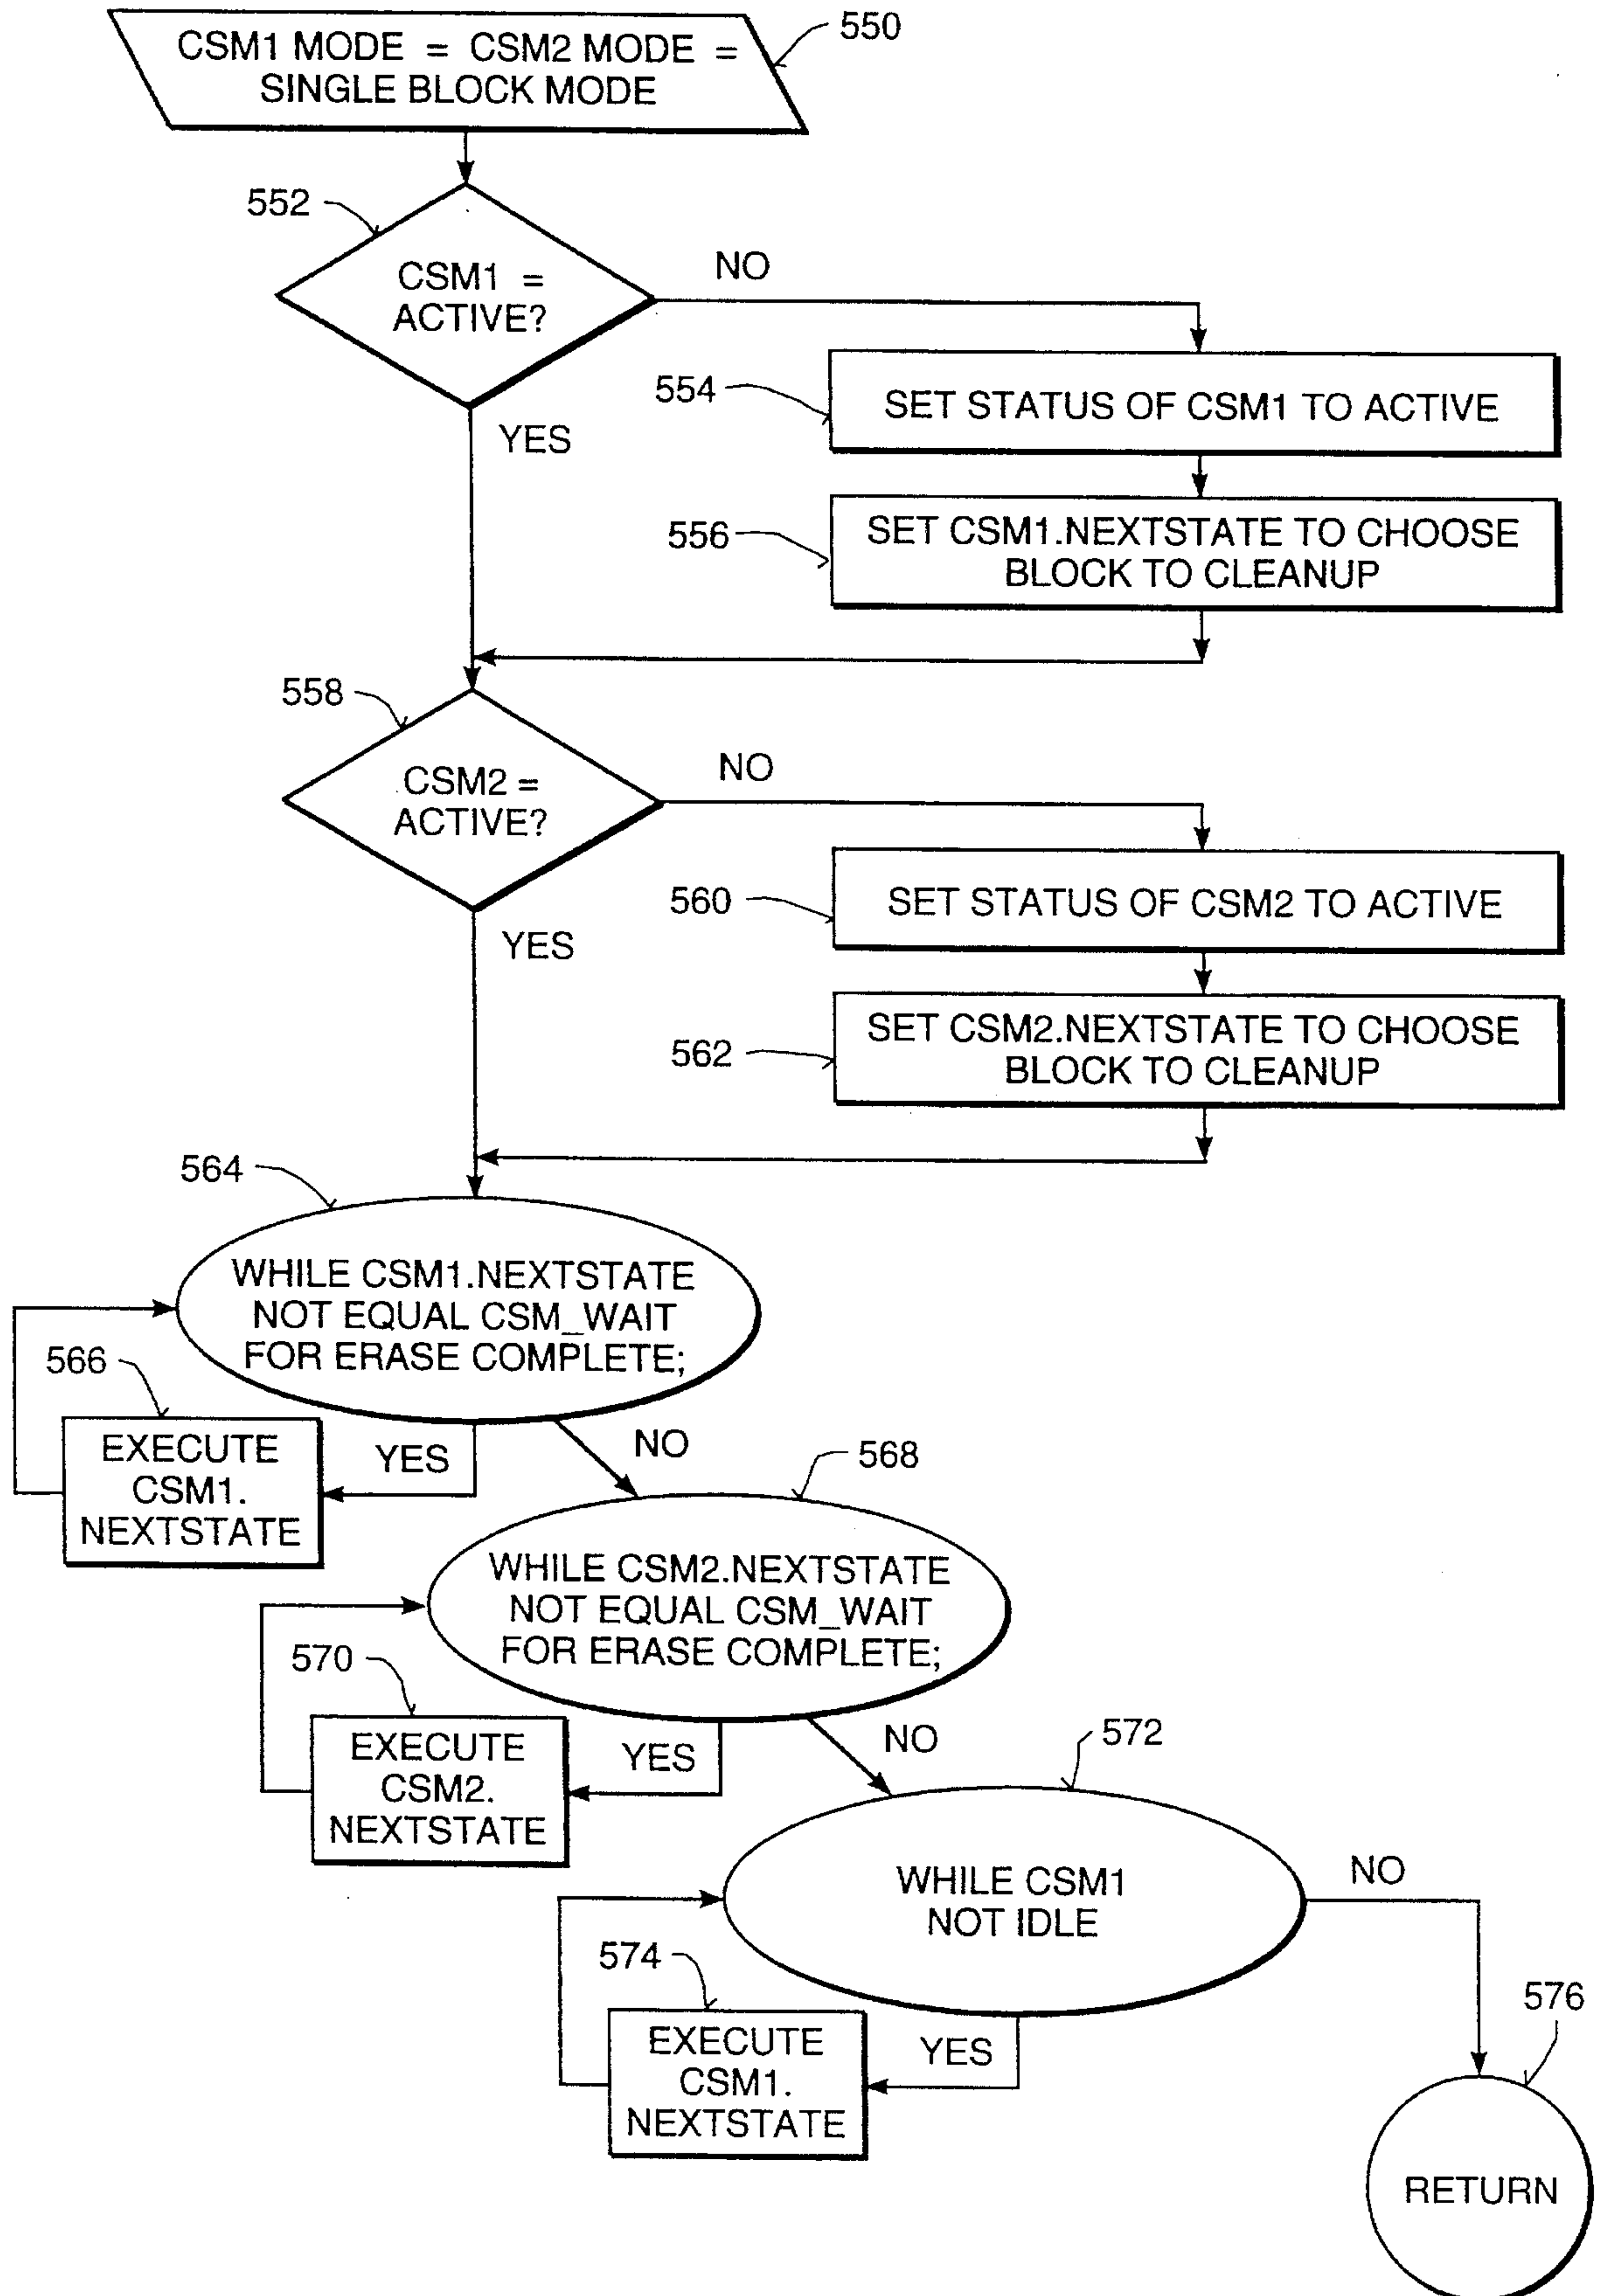 550
CSM1 MODE = CSM2 MODE =
SINGLE BLOCK MODE
552
CSM1 =
ACTIVE?
NO
YES
554
SET STATUS OF CSM1 TO ACTIVE
556
SET CSM1.NEXTSTATE TO CHOOSE
BLOCK TO CLEANUP
558
CSM2 =
ACTIVE?
NO
YES
560
SET STATUS OF CSM2 TO ACTIVE
562
SET CSM2.NEXTSTATE TO CHOOSE
BLOCK TO CLEANUP
564
WHILE CSM1.NEXTSTATE
NOT EQUAL CSM_WAIT
FOR ERASE COMPLETE;
566
EXECUTE
CSM1.
NEXTSTATE
YES
NO
568
WHILE CSM2.NEXTSTATE
NOT EQUAL CSM_WAIT
FOR ERASE COMPLETE;
570
EXECUTE
CSM2.
NEXTSTATE
YES
NO
572
WHILE CSM1
NOT IDLE
NO
574
EXECUTE
CSM1.
NEXTSTATE
YES
576
RETURN